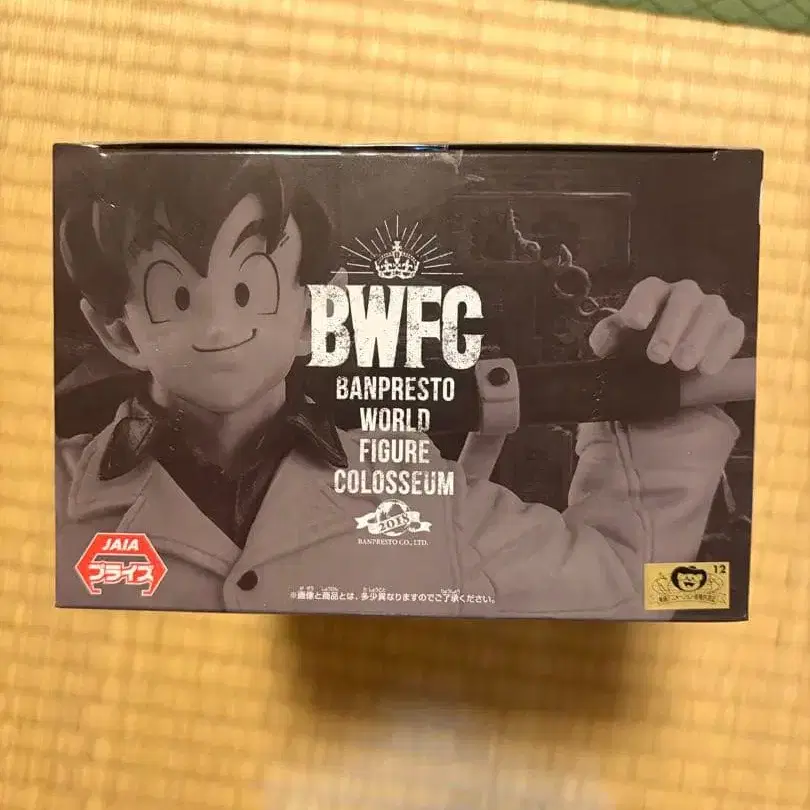 BWFC
BANPRESTO
WORLD
FIGURE
COLOSSEUM
2018
BANPRESTO CO., LTD.
JAIA
プライズ
※画像と商品とは、多少異なりますのでご了承ください。
12